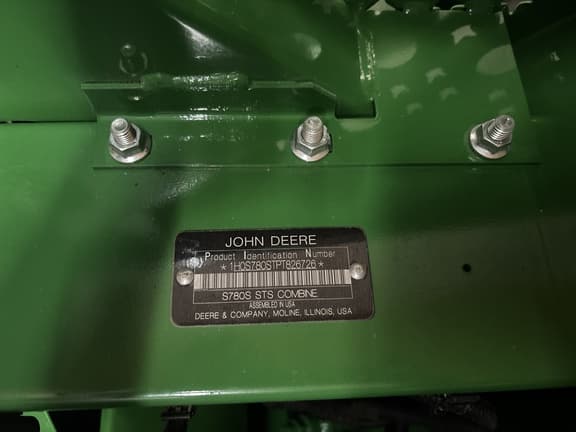 JOHN DEERE
Product Identification Number
*1H0S780STPT826726*
S780S STS COMBINE
ASSEMBLED IN USA
DEERE & COMPANY, MOLINE, ILLINOIS, USA